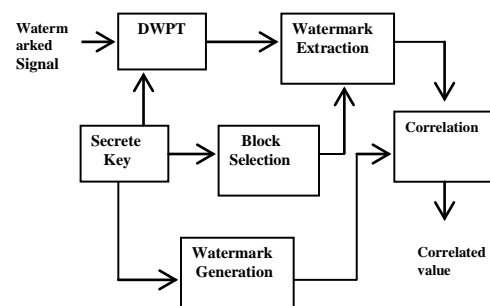 Waterm
arked
Signal
DWPT
Watermark
Extraction
Secrete
Key
Block
Selection
Correlation
Watermark
Generation
Correlated
value